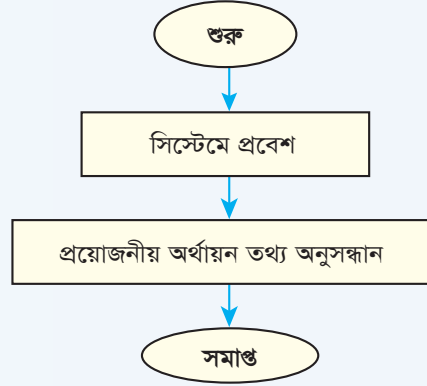 শুরু
সিস্টেমে প্রবেশ
প্রয়োজনীয় অর্থায়ন তথ্য অনুসন্ধান
সমাপ্ত